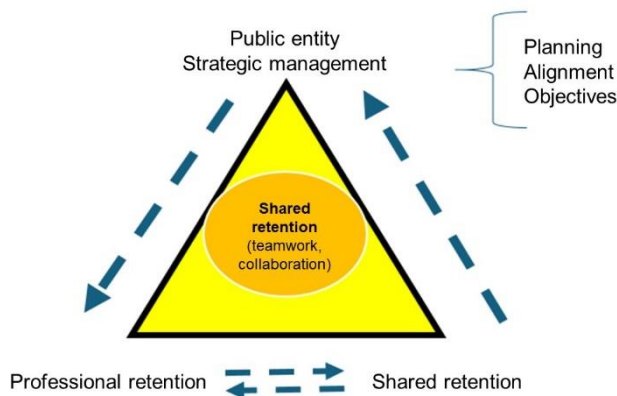 Public entity
Strategic management
Planning
Alignment
Objectives
Shared
retention
(teamwork,
collaboration)
Professional retention
Shared retention